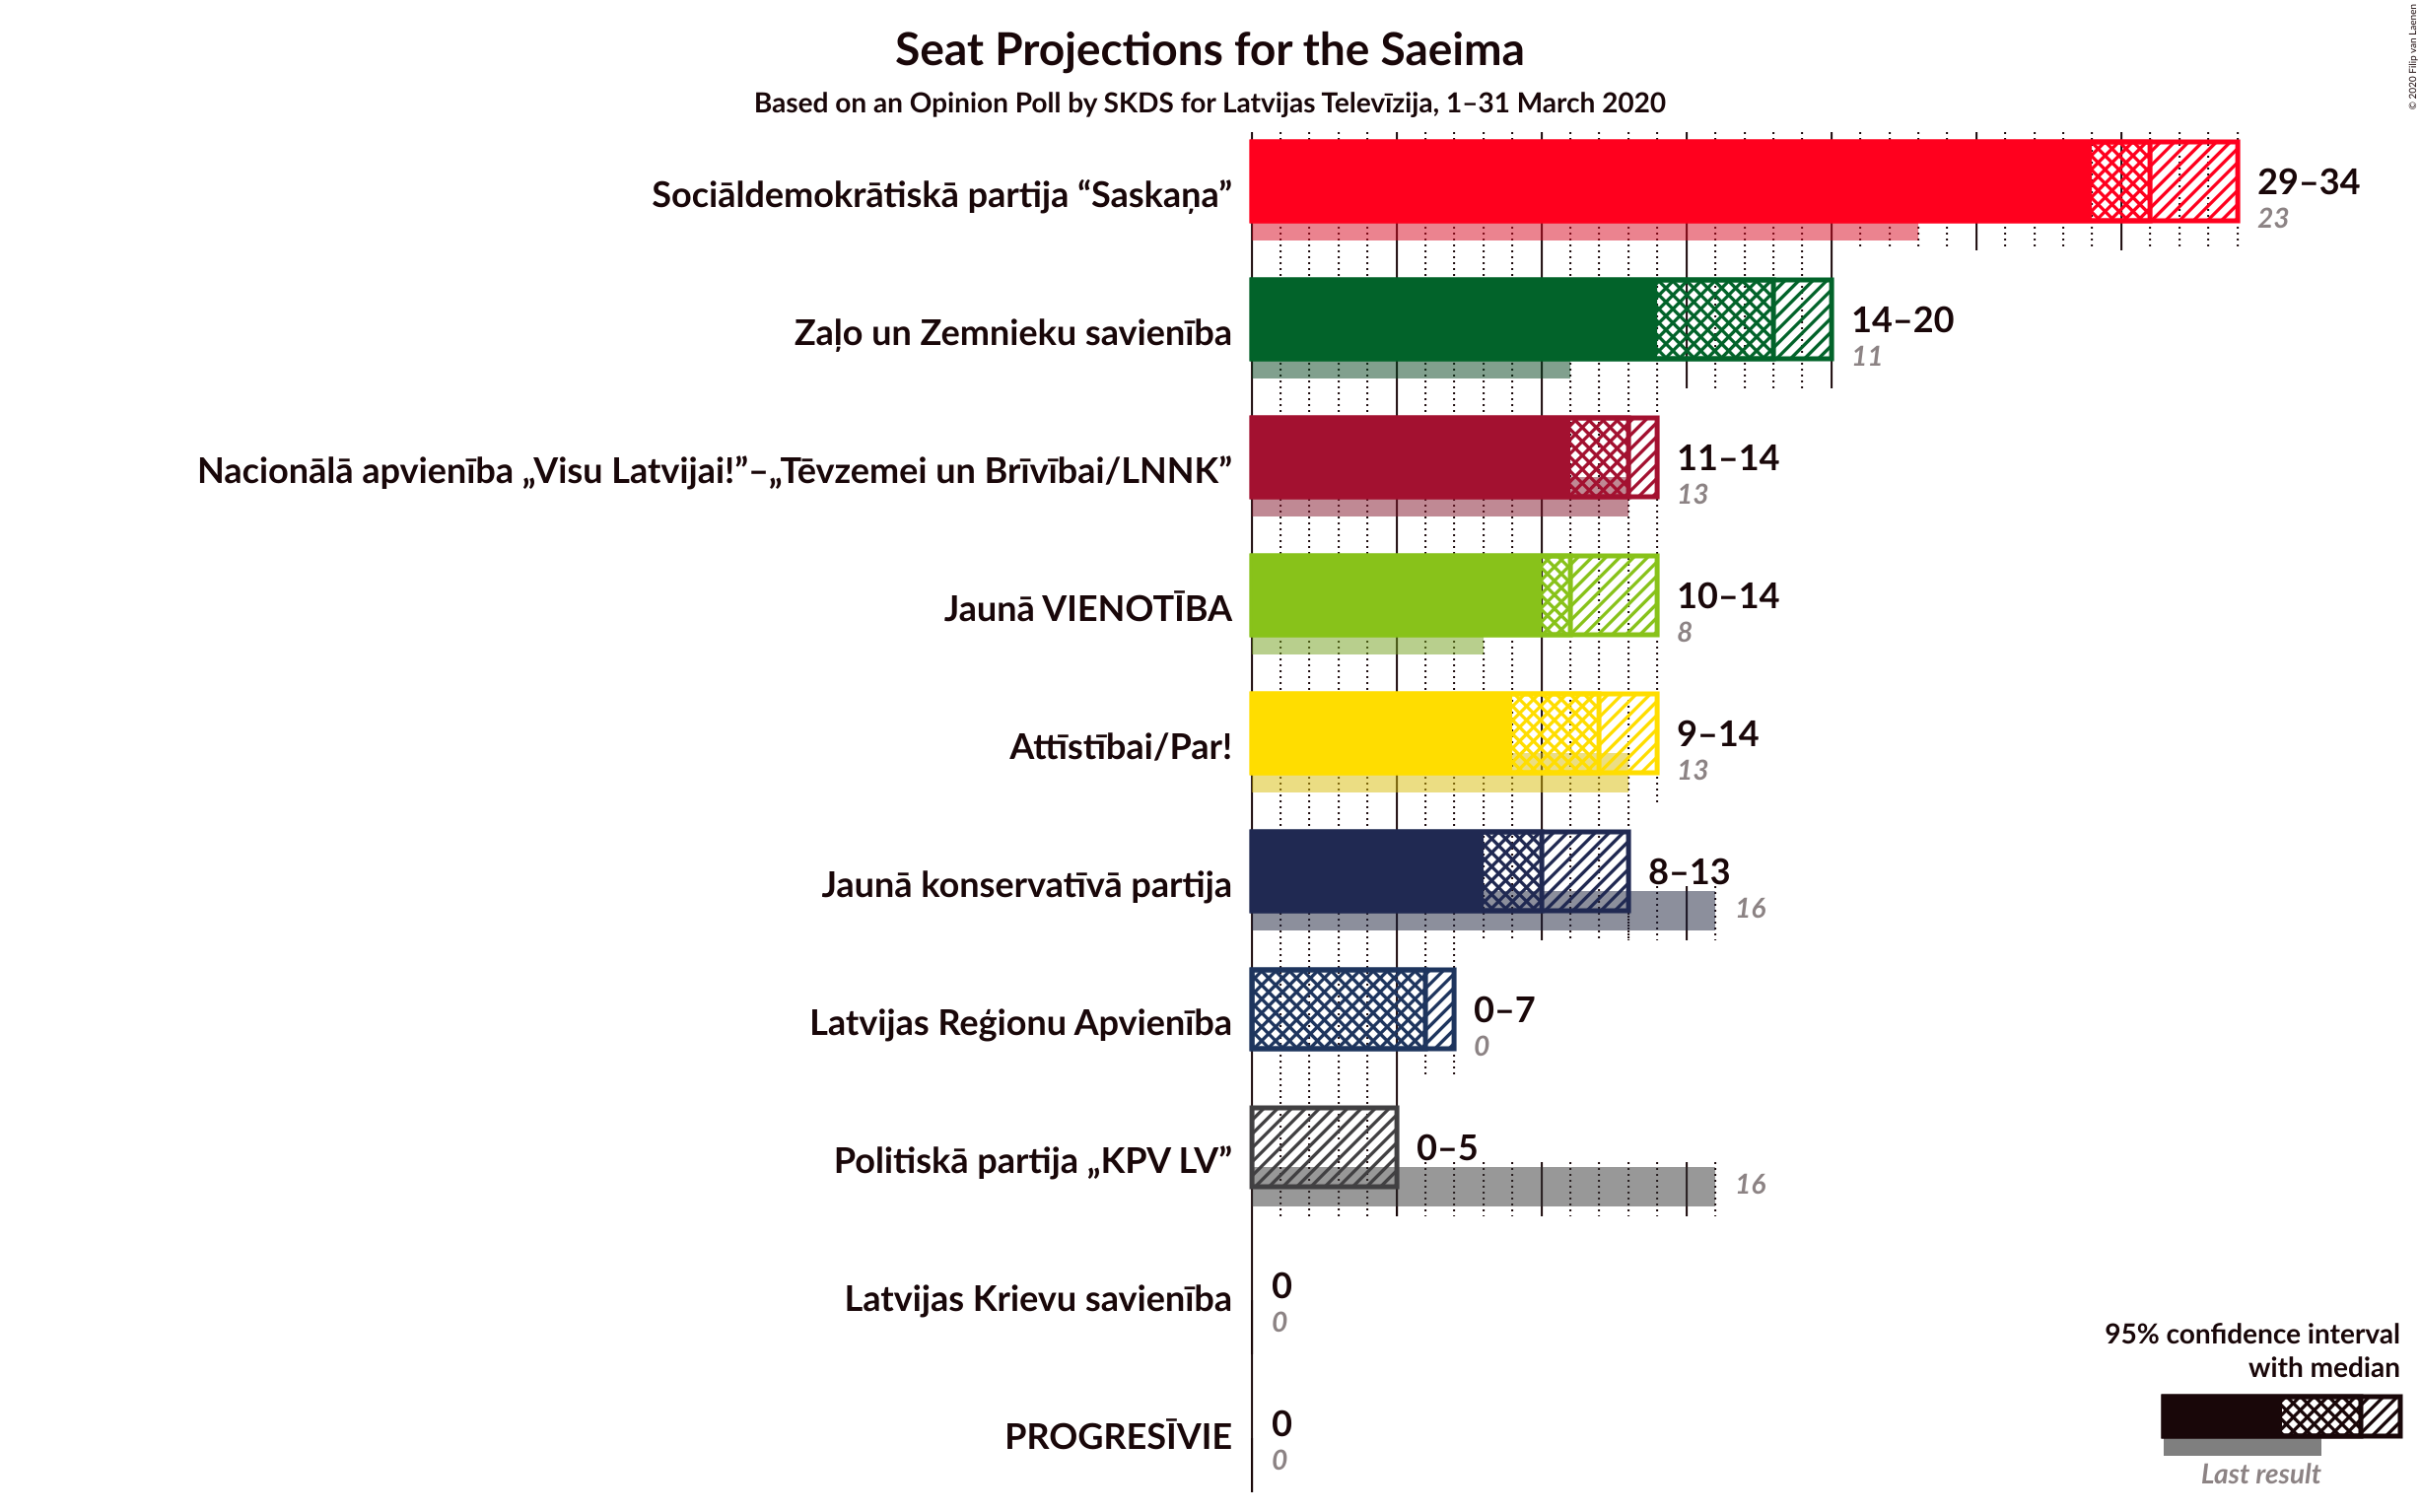 © 2020 Filip van Laenen
Seat Projections for the Saeima
Based on an Opinion Poll by SKDS for Latvijas Televīzija, 1–31 March 2020
Sociāldemokrātiskā partija “Saskaņa”
29–34
23
Zaļo un Zemnieku savienība
14–20
11
Nacionālā apvienība „Visu Latvijai!”–„Tēvzemei un Brīvībai/LNNK”
11–14
13
Jaunā VIENOTĪBA
10–14
8
Attīstībai/Par!
9–14
13
Jaunā konservatīvā partija
8–13
16
Latvijas Reģionu Apvienība
0–7
0
Politiskā partija „KPV LV”
0–5
16
Latvijas Krievu savienība
0
0
PROGRESĪVIE
0
0
95% confidence interval
with median
Last result